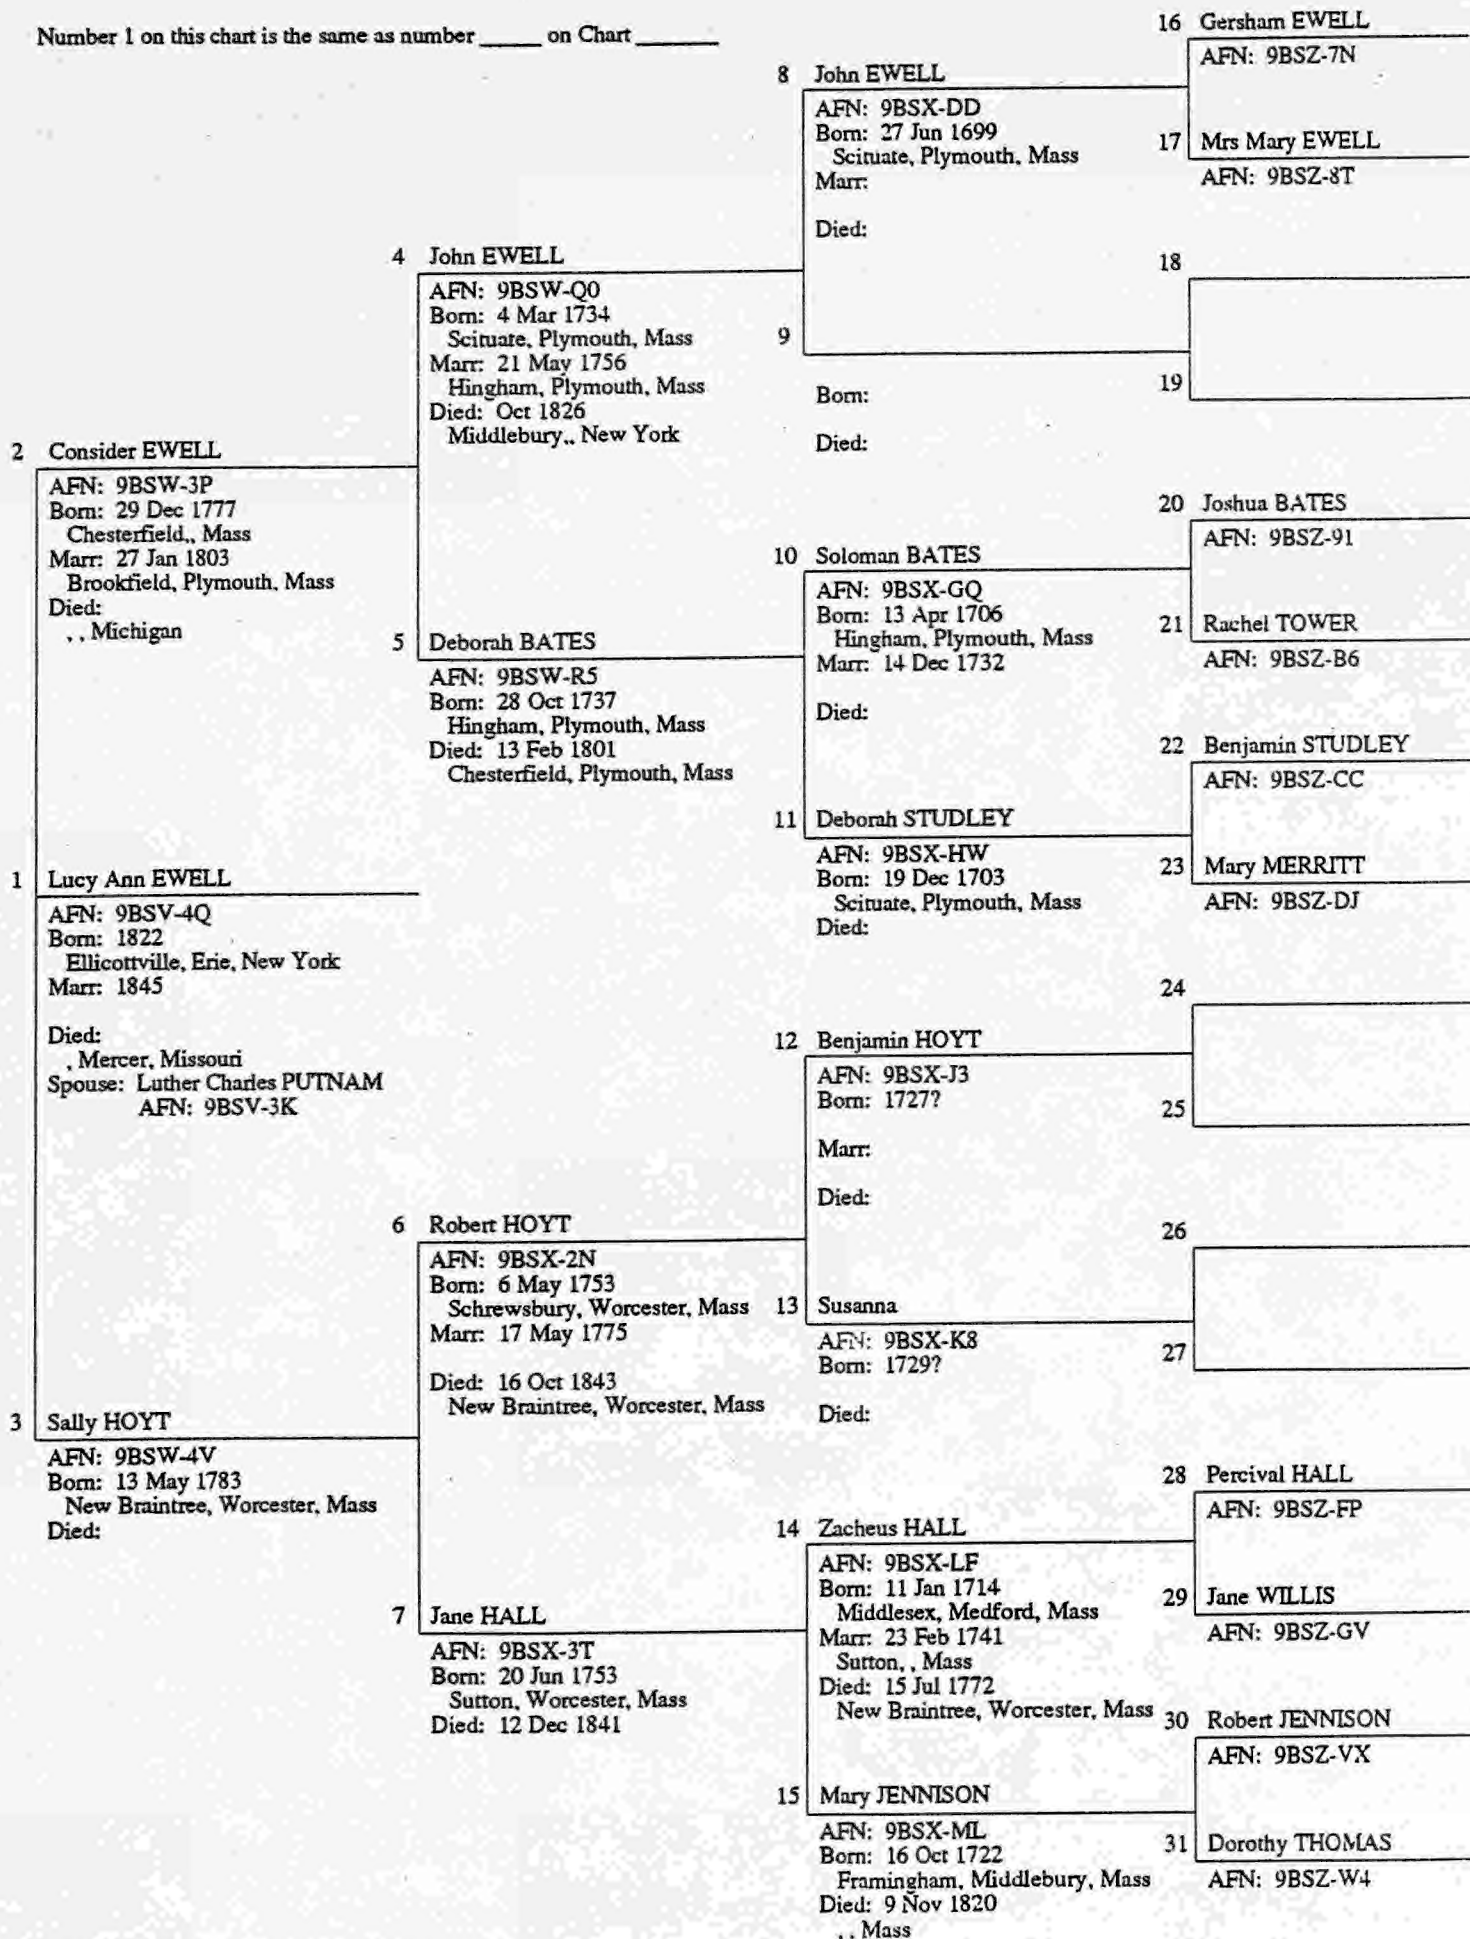 Number 1 on this chart is the same as number _____ on Chart _______
16 Gersham EWELL
AFN: 9BSZ-7N
8 John EWELL
AFN: 9BSX-DD
Born: 27 Jun 1699
Scituate, Plymouth, Mass
Marr:
Died:
17 Mrs Mary EWELL
AFN: 9BSZ-8T
4 John EWELL
AFN: 9BSW-Q0
Born: 4 Mar 1734
Scituate, Plymouth, Mass
Marr: 21 May 1756
Hingham, Plymouth, Mass
Died: Oct 1826
Middlebury,, New York
18
9
Born:
Died:
19
2 Consider EWELL
AFN: 9BSW-3P
Born: 29 Dec 1777
Chesterfield,, Mass
Marr: 27 Jan 1803
Brookfield, Plymouth, Mass
Died:
, , Michigan
20 Joshua BATES
AFN: 9BSZ-91
10 Soloman BATES
AFN: 9BSX-GQ
Born: 13 Apr 1706
Hingham, Plymouth, Mass
Marr: 14 Dec 1732
Died:
21 Rachel TOWER
AFN: 9BSZ-B6
5 Deborah BATES
AFN: 9BSW-R5
Born: 28 Oct 1737
Hingham, Plymouth, Mass
Died: 13 Feb 1801
Chesterfield, Plymouth, Mass
22 Benjamin STUDLEY
AFN: 9BSZ-CC
11 Deborah STUDLEY
AFN: 9BSX-HW
Born: 19 Dec 1703
Scituate, Plymouth, Mass
Died:
23 Mary MERRITT
AFN: 9BSZ-DJ
1 Lucy Ann EWELL
AFN: 9BSV-4Q
Born: 1822
Ellicottville, Erie, New York
Marr: 1845
Died:
, Mercer, Missouri
Spouse: Luther Charles PUTNAM
AFN: 9BSV-3K
24
12 Benjamin HOYT
AFN: 9BSX-J3
Born: 1727?
Marr:
Died:
25
6 Robert HOYT
AFN: 9BSX-2N
Born: 6 May 1753
Schrewsbury, Worcester, Mass
Marr: 17 May 1775
Died: 16 Oct 1843
New Braintree, Worcester, Mass
26
13 Susanna
AFN: 9BSX-K8
Born: 1729?
Died:
27
3 Sally HOYT
AFN: 9BSW-4V
Born: 13 May 1783
New Braintree, Worcester, Mass
Died:
28 Percival HALL
AFN: 9BSZ-FP
14 Zacheus HALL
AFN: 9BSX-LF
Born: 11 Jan 1714
Middlesex, Medford, Mass
Marr: 23 Feb 1741
Sutton, , Mass
Died: 15 Jul 1772
New Braintree, Worcester, Mass
29 Jane WILLIS
AFN: 9BSZ-GV
7 Jane HALL
AFN: 9BSX-3T
Born: 20 Jun 1753
Sutton, Worcester, Mass
Died: 12 Dec 1841
30 Robert JENNISON
AFN: 9BSZ-VX
15 Mary JENNISON
AFN: 9BSX-ML
Born: 16 Oct 1722
Framingham, Middlebury, Mass
Died: 9 Nov 1820
, , Mass
31 Dorothy THOMAS
AFN: 9BSZ-W4